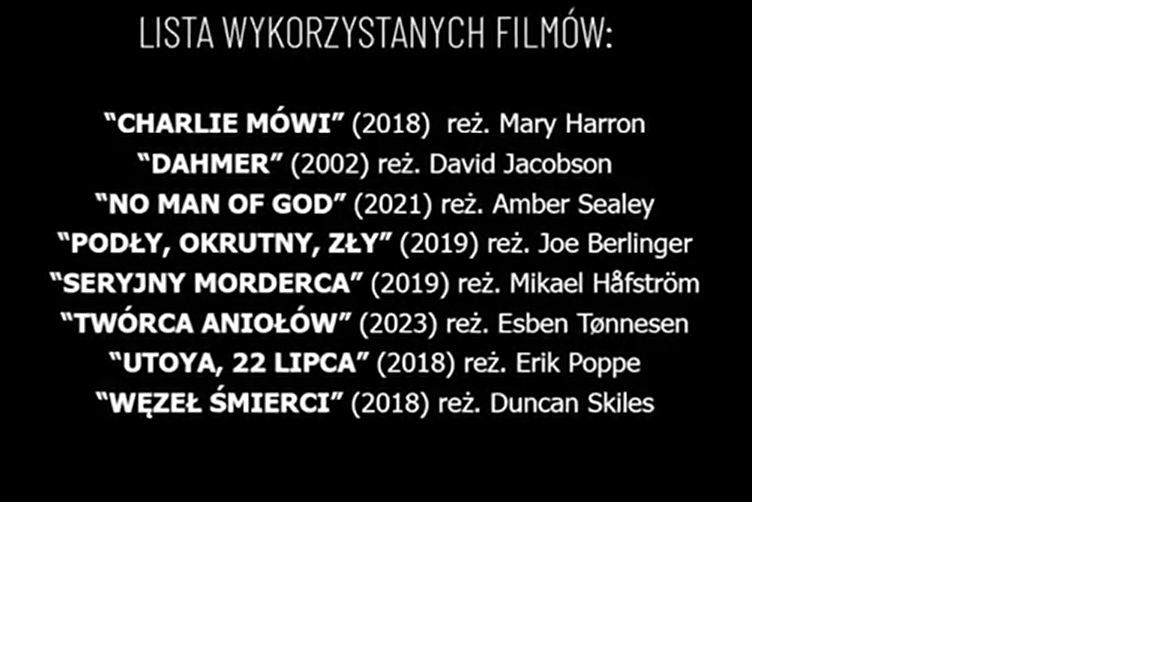 LISTA WYKORZYSTANYCH FILMÓW:
“CHARLIE MÓWI” (2018) reż. Mary Harron
“DAHMER” (2002) reż. David Jacobson
“NO MAN OF GOD” (2021) reż. Amber Sealey
“PODŁY, OKRUTNY, ZŁY” (2019) reż. Joe Berlinger
“SERYJNY MORDERCA” (2019) reż. Mikael Håfström
“TWÓRCA ANIOŁÓW” (2023) reż. Esben Tønnesen
“UTOYA, 22 LIPCA” (2018) reż. Erik Poppe
“WĘZEŁ ŚMIERCI” (2018) reż. Duncan Skiles